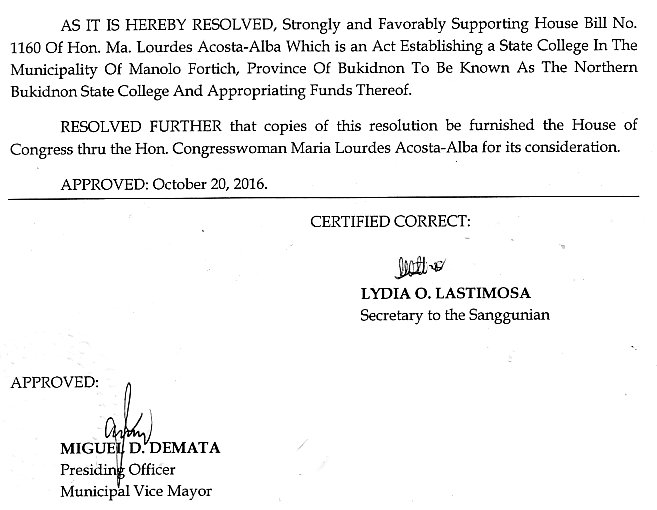 AS IT IS HEREBY RESOLVED, Strongly and Favorably Supporting House Bill No.
1160 Of Hon. Ma. Lourdes Acosta-Alba Which is an Act Establishing a State College In The
Municipality Of Manolo Fortich, Province Of Bukidnon To Be Known As The Northern
Bukidnon State College And Appropriating Funds Thereof.
RESOLVED FURTHER that copies of this resolution be furnished the House of
Congress thru the Hon. Congresswoman Maria Lourdes Acosta-Alba for its consideration.
APPROVED: October 20, 2016.
CERTIFIED CORRECT:
LYDIA O. LASTIMOSA
Secretary to the Sanggunian
APPROVED:
MIGUEL D. DEMATA
Presiding Officer
Municipal Vice Mayor